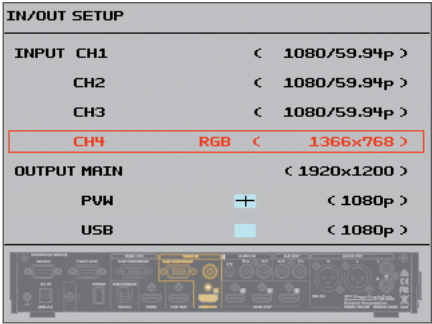 IN/OUT SETUP
INPUT CH1 ( 1080/59.94p )
CH2 ( 1080/59.94p )
CH3 ( 1080/59.94p )
CH4 RGB ( 1366x768 )
OUTPUT MAIN ( 1920x1200 )
PVW ( 1080p )
USB ( 1080p )